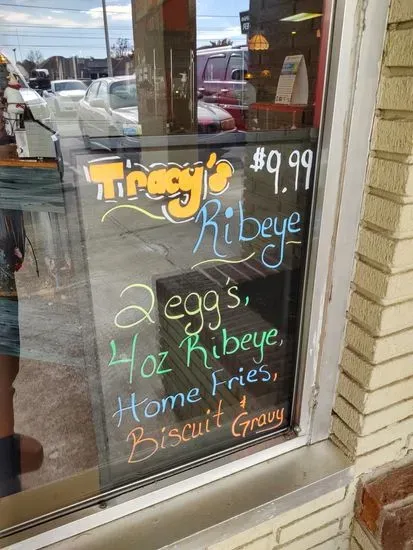 Tracy's $9.99
Ribeye
2 egg's,
4oz Ribeye,
Home Fries,
Biscuit & Gravy